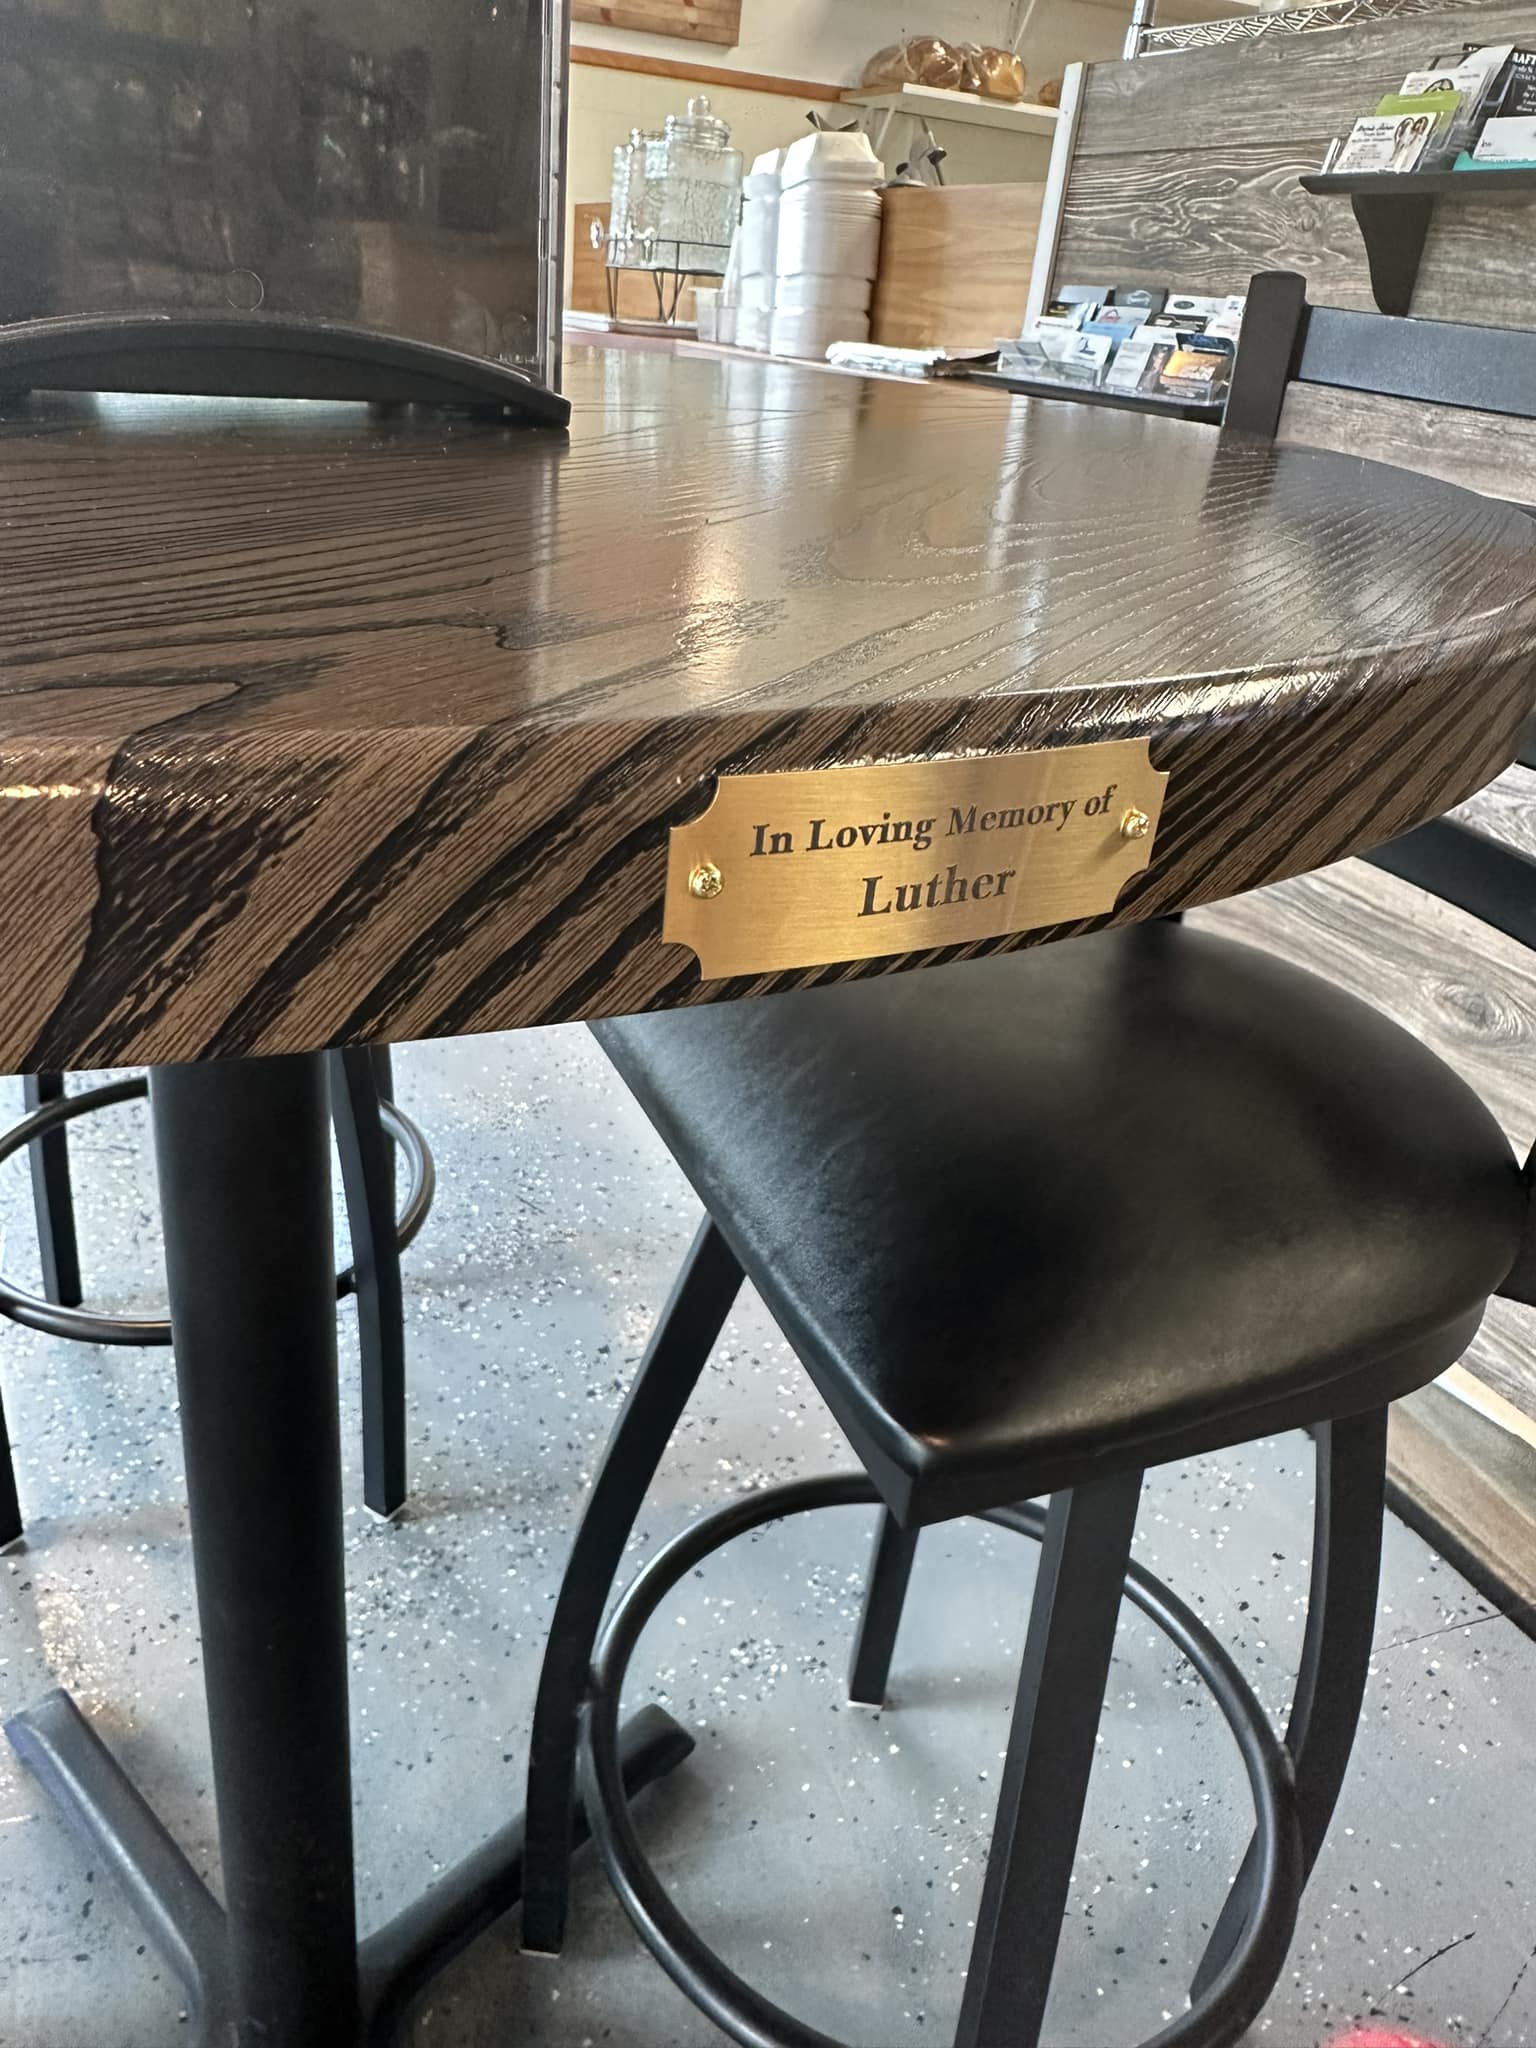 In Loving Memory of
Luther